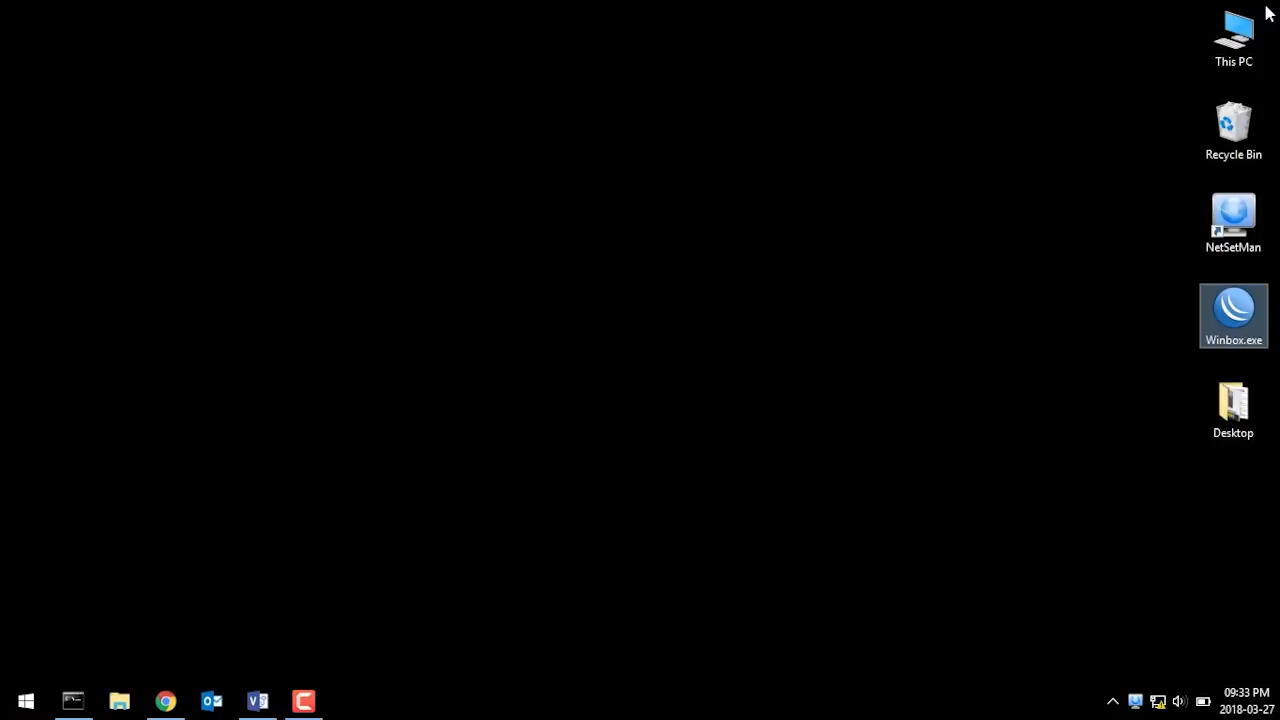 This PC
Recycle Bin
NetSetMan
Winbox.exe
Desktop
09:33 PM
2018-03-27